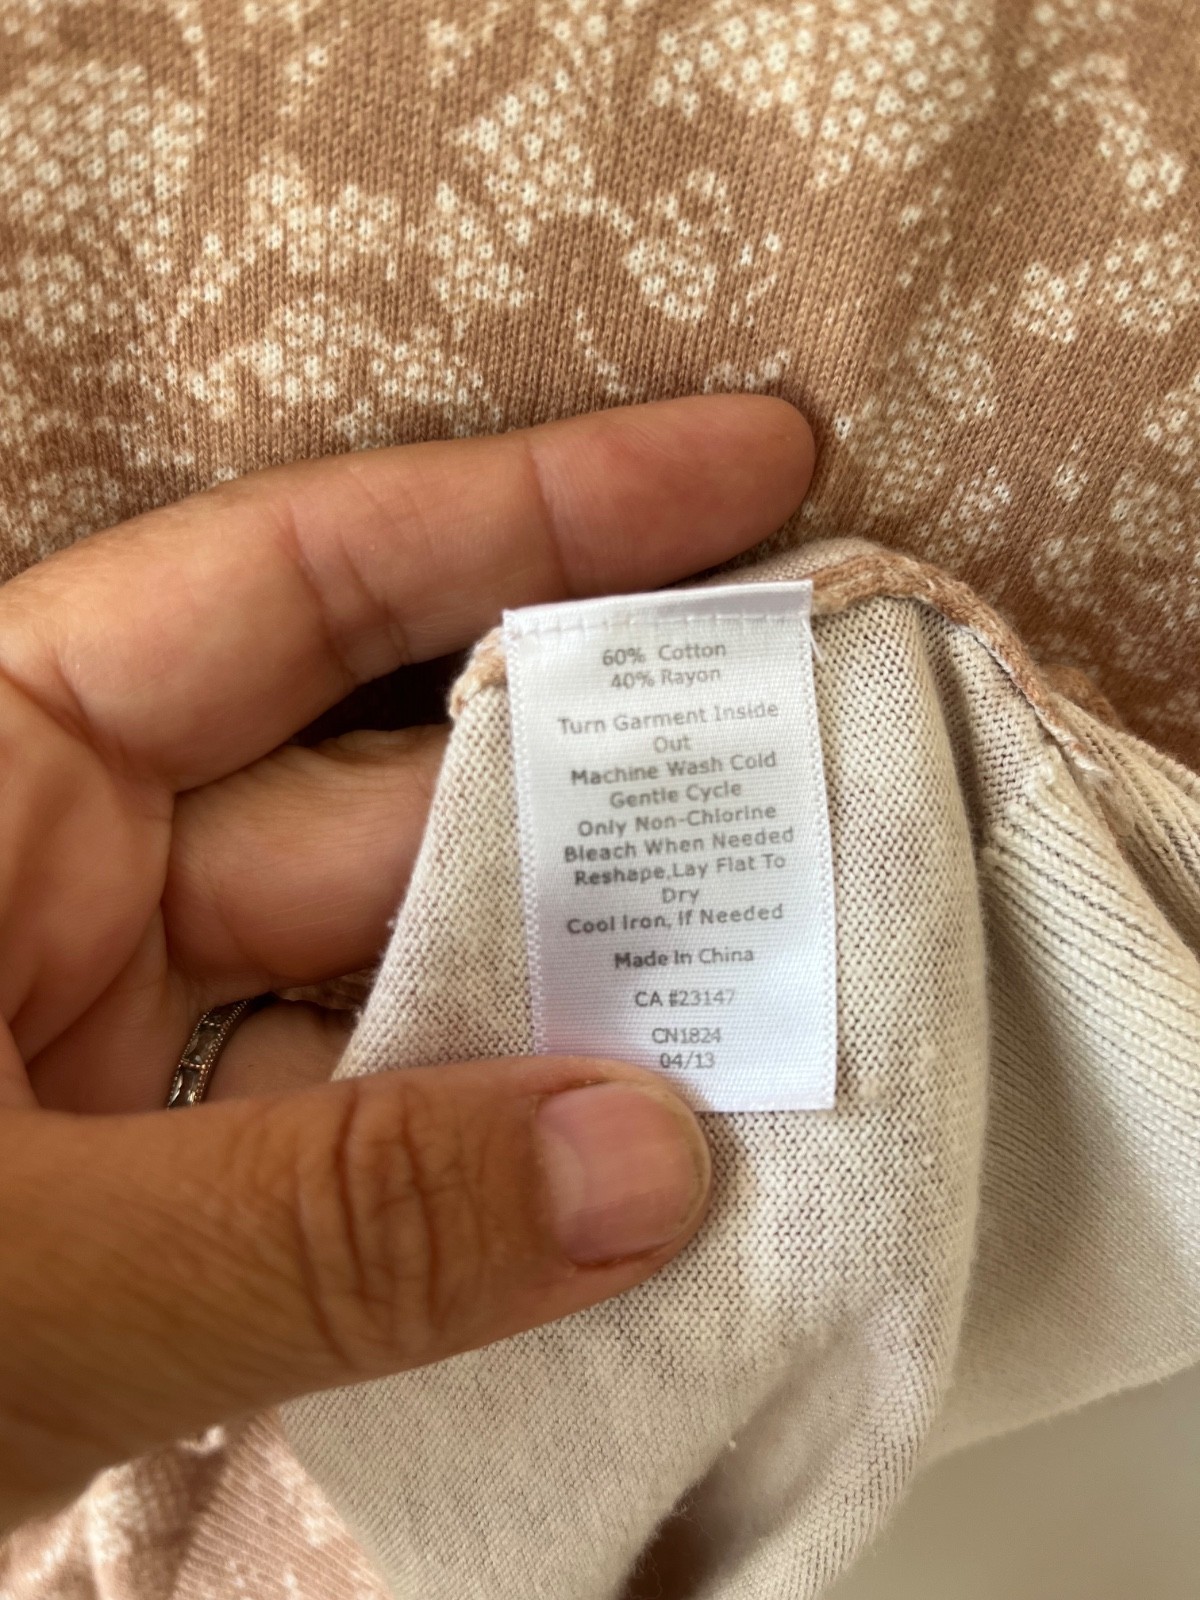 60% Cotton
40% Rayon
Turn Garment Inside
Out
Machine Wash Cold
Gentle Cycle
Only Non-Chlorine
Bleach When Needed
Reshape,Lay Flat To
Dry
Cool Iron, If Needed
Made In China
CA #23147
CN1824
04/13